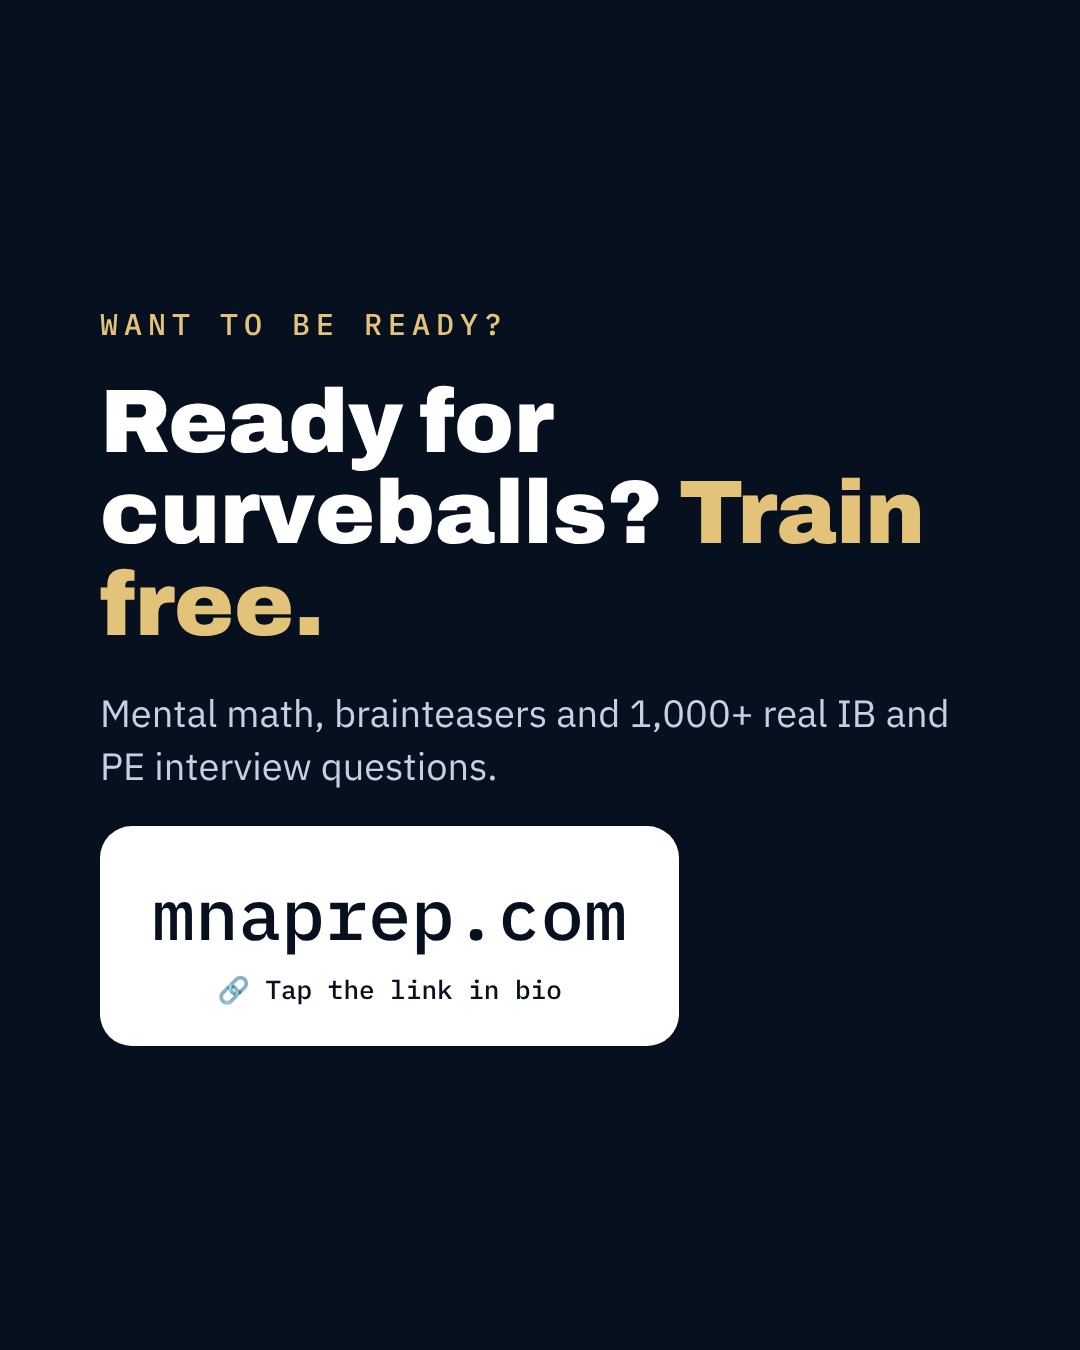 WANT TO BE READY?
Ready for
curveballs? Train
free.
Mental math, brainteasers and 1,000+ real IB and
PE interview questions.
mnaprep.com
🔗 Tap the link in bio